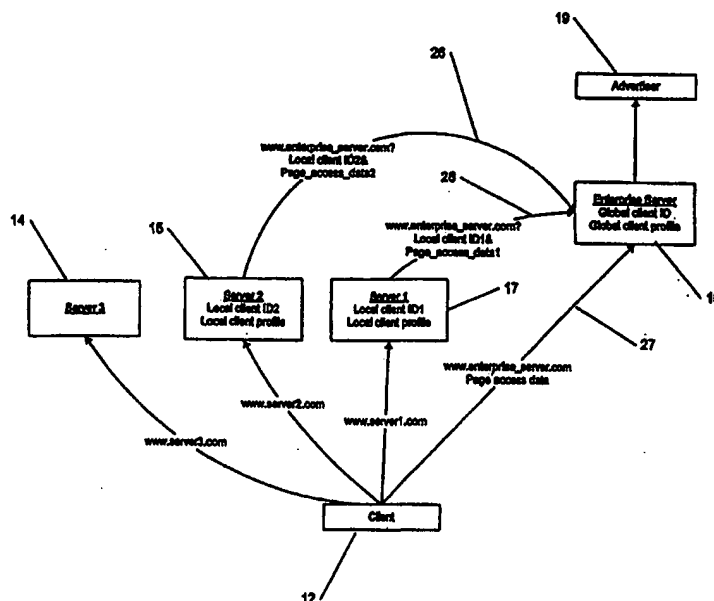 19
26
Advertiser
www.enterprise_server.com?
Local client ID2&
Page_access_data2
28
Enterprise Server
Global client ID
Global client profile
www.enterprise_server.com?
Local client ID1&
Page_access_data1
14
15
Server 3
Server 2
Local client ID2
Local client profile
Server 1
Local client ID1
Local client profile
17
27
www.enterprise_server.com
Page access data
www.server3.com
www.server2.com
www.server1.com
Client
12